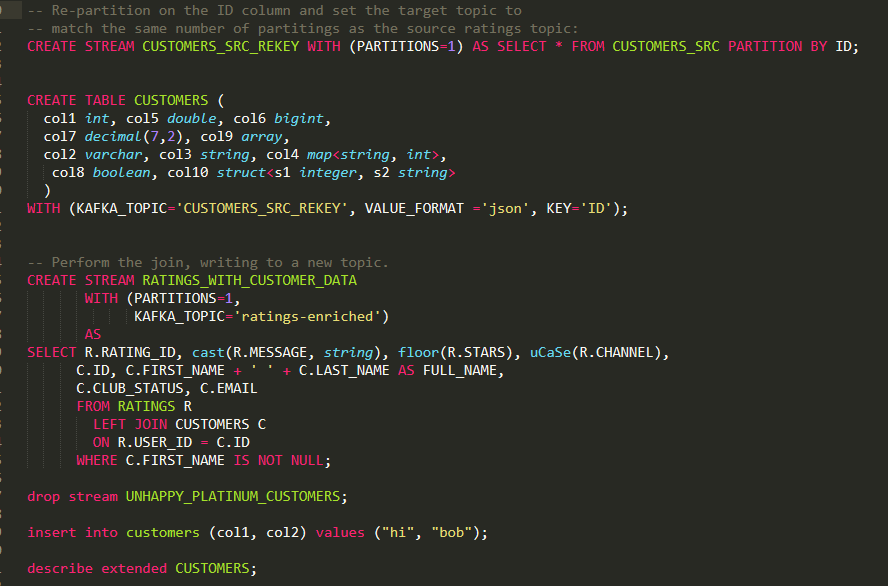 -- Re-partition on the ID column and set the target topic to
-- match the same number of partitings as the source ratings topic:
CREATE STREAM CUSTOMERS_SRC_REKEY WITH (PARTITIONS=1) AS SELECT * FROM CUSTOMERS_SRC PARTITION BY ID;
CREATE TABLE CUSTOMERS (
col1 int, col5 double, col6 bigint,
col7 decimal(7,2), col9 array,
col2 varchar, col3 string, col4 map<string, int>,
col8 boolean, col10 struct<s1 integer, s2 string>
)
WITH (KAFKA_TOPIC='CUSTOMERS_SRC_REKEY', VALUE_FORMAT ='json', KEY='ID');
-- Perform the join, writing to a new topic.
CREATE STREAM RATINGS_WITH_CUSTOMER_DATA
WITH (PARTITIONS=1,
KAFKA_TOPIC='ratings-enriched')
AS
SELECT R.RATING_ID, cast(R.MESSAGE, string), floor(R.STARS), uCaSe(R.CHANNEL),
C.ID, C.FIRST_NAME + ' ' + C.LAST_NAME AS FULL_NAME,
C.CLUB_STATUS, C.EMAIL
FROM RATINGS R
LEFT JOIN CUSTOMERS C
ON R.USER_ID = C.ID
WHERE C.FIRST_NAME IS NOT NULL;
drop stream UNHAPPY_PLATINUM_CUSTOMERS;
insert into customers (col1, col2) values ("hi", "bob");
describe extended CUSTOMERS;